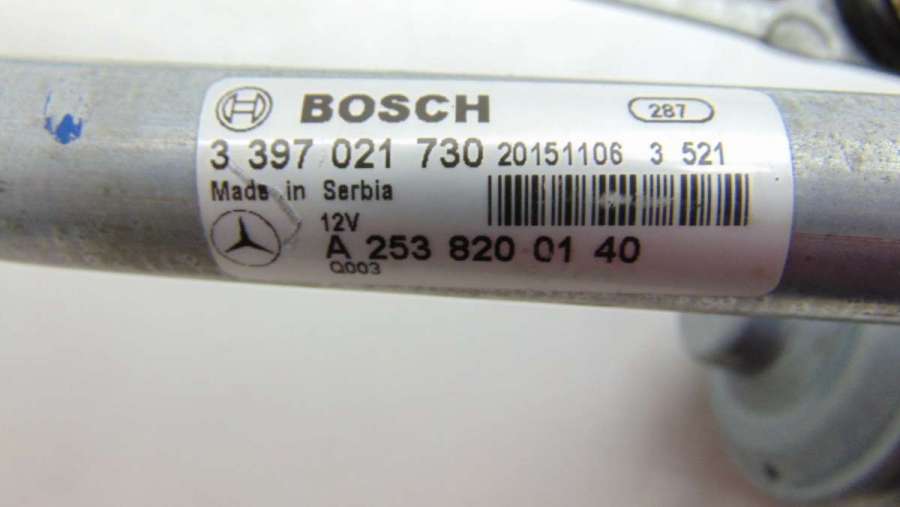 BOSCH 287
3 397 021 730 20151106 3 521
Made in Serbia
12V
A 253 820 01 40
Q003